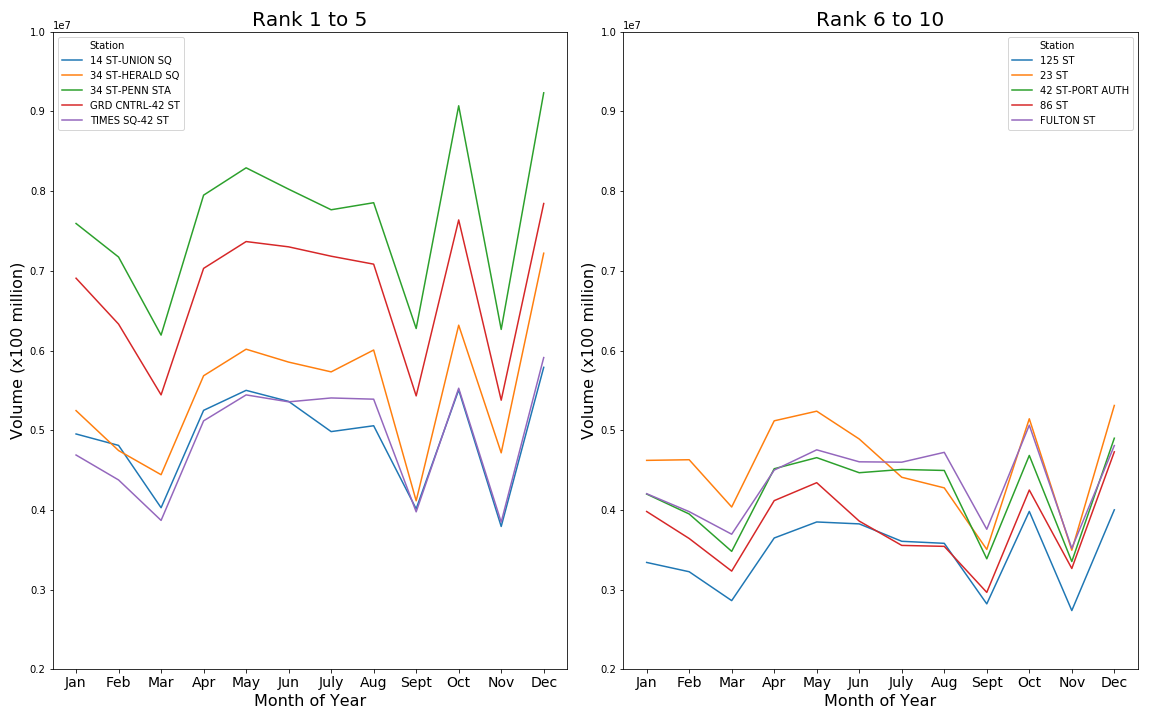 Rank 1 to 5
1e7
1.0
0.9
0.8
0.7
0.6
0.5
0.4
0.3
0.2
Volume (x100 million)
Station
14 ST-UNION SQ
34 ST-HERALD SQ
34 ST-PENN STA
GRD CNTRL-42 ST
TIMES SQ-42 ST
Jan Feb Mar Apr May Jun July Aug Sept Oct Nov Dec
Month of Year
Rank 6 to 10
1e7
1.0
0.9
0.8
0.7
0.6
0.5
0.4
0.3
0.2
Volume (x100 million)
Station
125 ST
23 ST
42 ST-PORT AUTH
86 ST
FULTON ST
Jan Feb Mar Apr May Jun July Aug Sept Oct Nov Dec
Month of Year